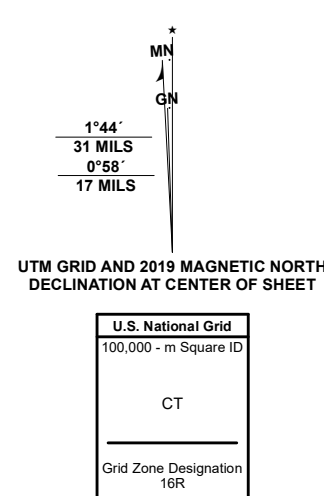 ★
MN
GN
1°44´
31 MILS
0°58´
17 MILS
UTM GRID AND 2019 MAGNETIC NORTH
DECLINATION AT CENTER OF SHEET
U.S. National Grid
100,000 - m Square ID
CT
Grid Zone Designation
16R